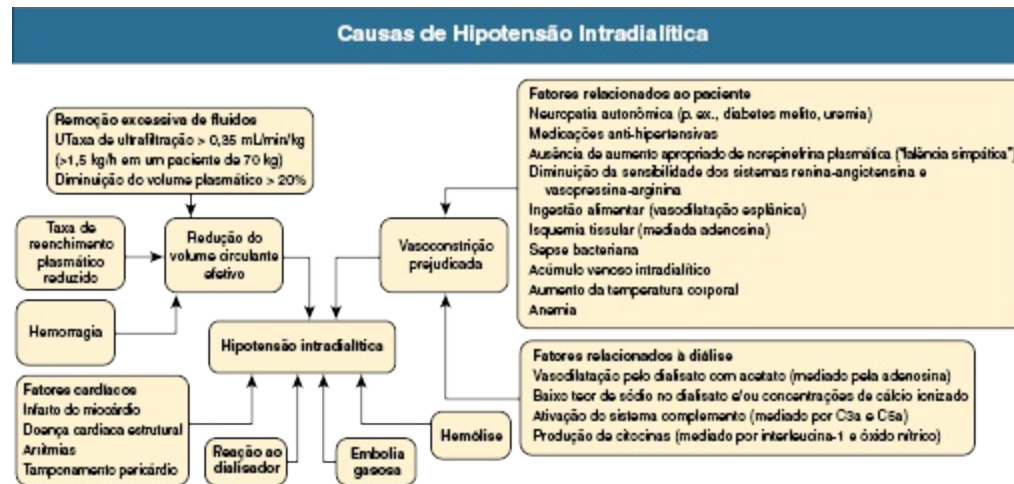 Causas de Hipotensão Intradialítica
Remoção excessiva de fluidos
UTaxa de ultrafiltração > 0,35 mL/min/kg
(>1,5 kg/h em um paciente de 70 kg)
Diminuição do volume plasmático > 20%
Taxa de
reenchimento
plasmático
reduzido
Redução do
volume circulante
efetivo
Hemorragia
Vasoconstrição
prejudicada
Hipotensão intradialítica
Fatores relacionados ao paciente
Neuropatia autonômica (p. ex., diabetes melito, uremia)
Medicações anti-hipertensivas
Ausência de aumento apropriado de norepinefrina plasmática ("falência simpática")
Diminuição da sensibilidade dos sistemas renina-angiotensina e
vasopressina-arginina
Ingestão alimentar (vasodilatação esplânica)
Isquemia tissular (mediada adenosina)
Sepse bacteriana
Acúmulo venoso intradialítico
Aumento da temperatura corporal
Anemia
Fatores relacionados à diálise
Vasodilatação pelo dialisato com acetato (mediado pela adenosina)
Baixo teor de sódio no dialisato e/ou concentrações de cálcio ionizado
Ativação do sistema complemento (mediado por C3a e C5a)
Produção de citocinas (mediado por interleucina-1 e óxido nítrico)
Fatores cardíacos
Infarto do miocárdio
Doença cardíaca estrutural
Arritmias
Tamponamento pericárdio
Reação ao
dialisador
Embolia
gasosa
Hemólise